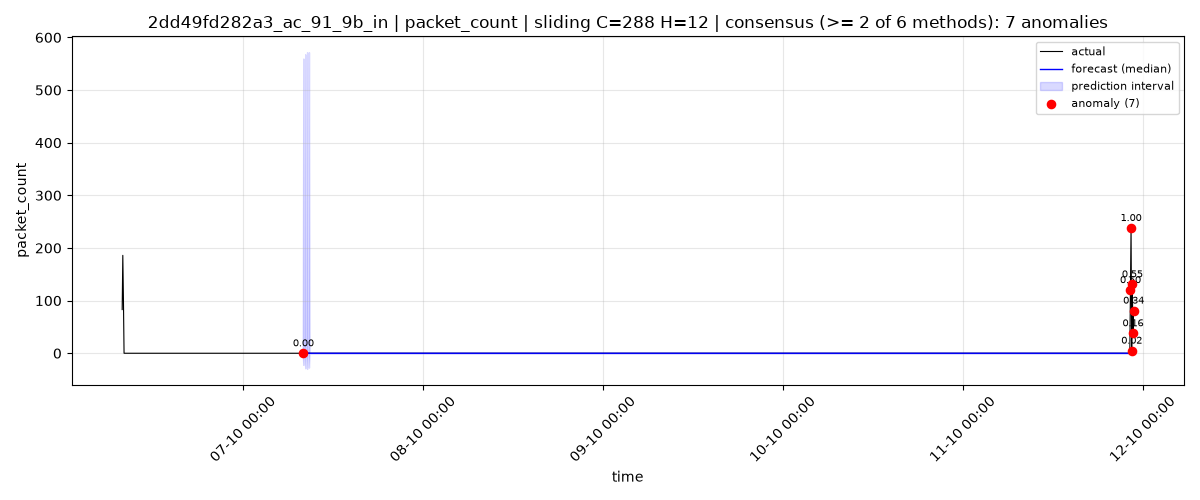 2dd49fd282a3_ac_91_9b_in | packet_count | sliding C=288 H=12 | consensus (>= 2 of 6 methods): 7 anomalies
actual
forecast (median)
prediction interval
anomaly (7)
packet_count
600
500
400
300
200
100
0
0.00
1.00
0.55
0.34
0.16
0.02
07-10 00:00
08-10 00:00
09-10 00:00
10-10 00:00
11-10 00:00
12-10 00:00
time